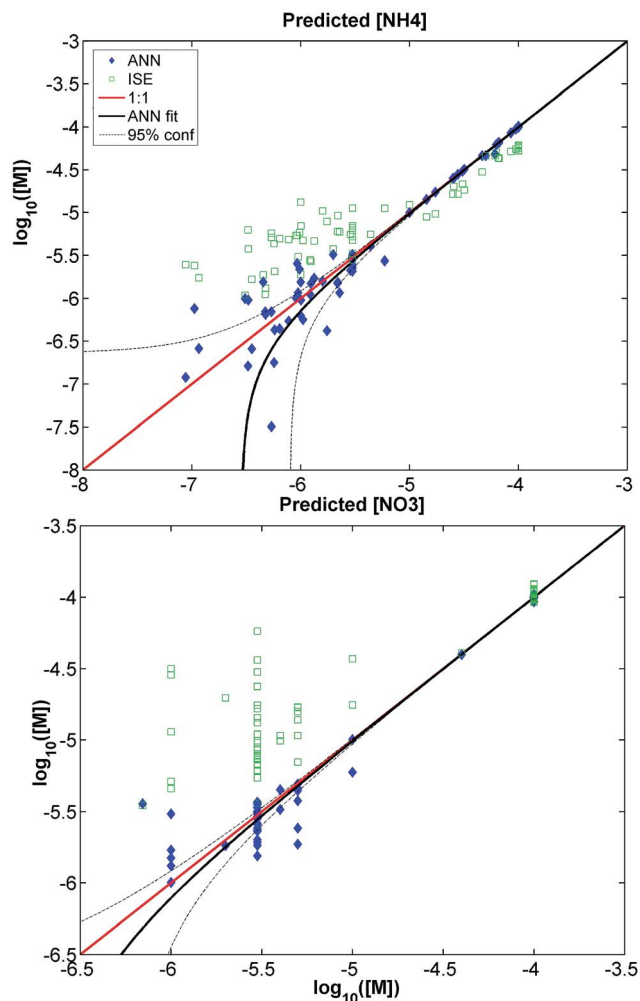 Predicted [NH4]
-3
ANN
ISE
1:1
ANN fit
95% conf
-3.5
-4
-4.5
-5
-5.5
-6
-6.5
-7
-7.5
-8
log10([M])
-8 -7 -6 -5 -4 -3
Predicted [NO3]
-3.5
-4
-4.5
-5
-5.5
-6
-6.5
log10([M])
-6.5 -6 -5.5 -5 -4.5 -4 -3.5
log10([M])